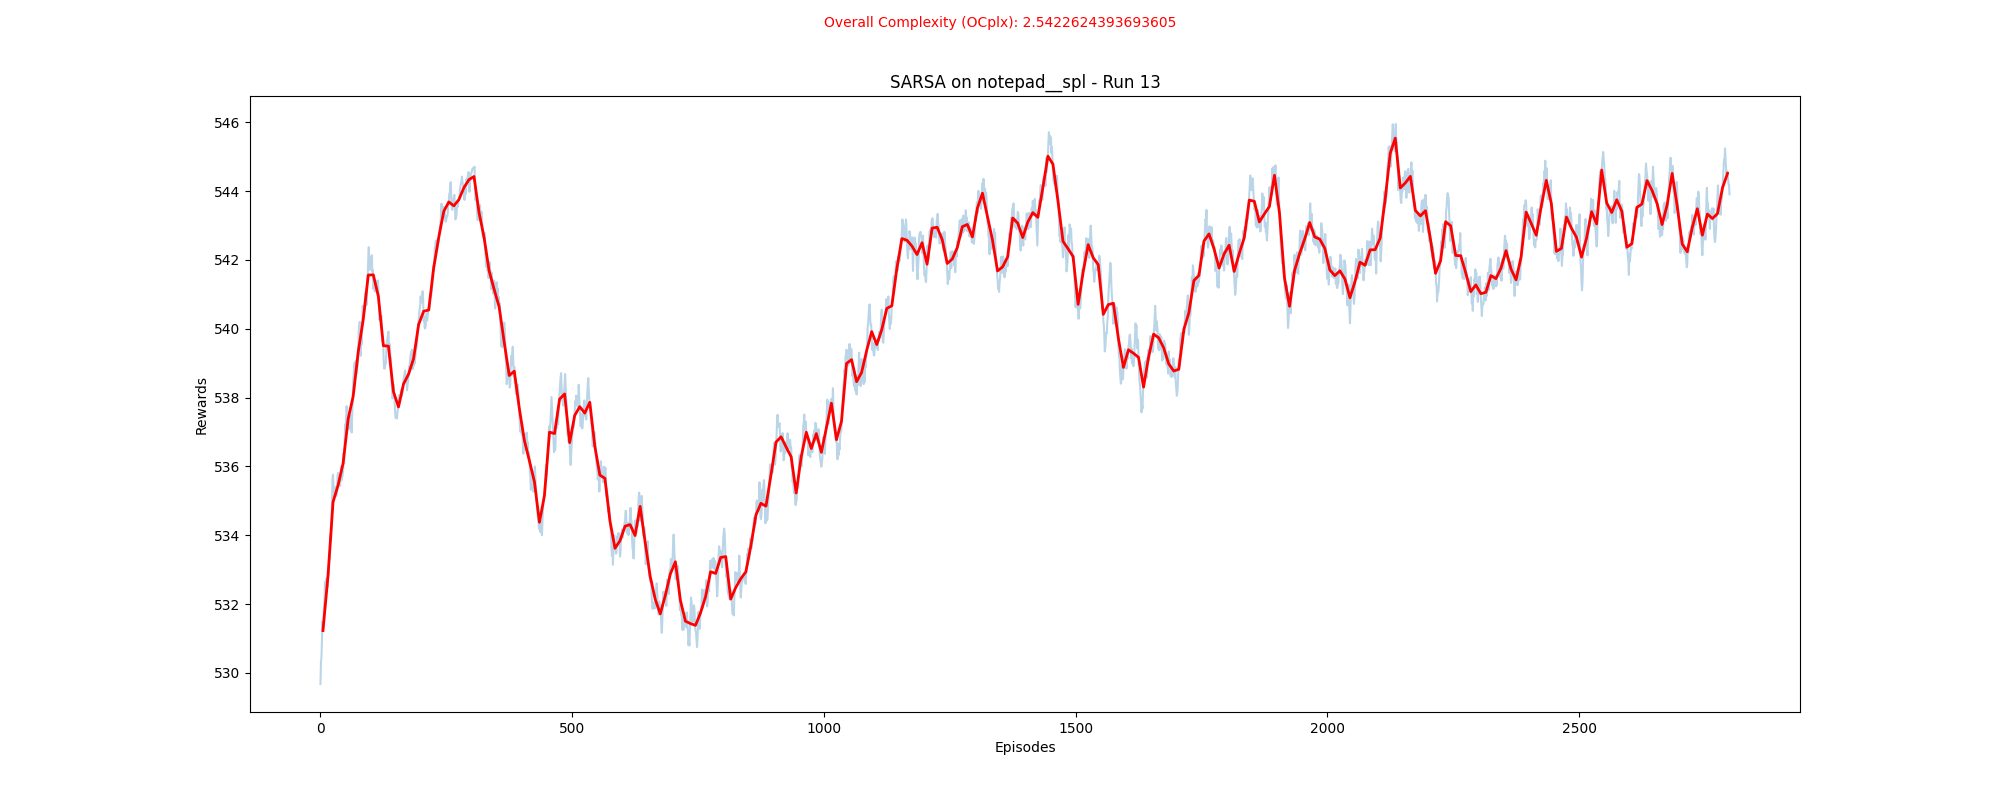 Overall Complexity (OCplx): 2.5422624393693605
SARSA on notepad__spl - Run 13
546
544
542
540
538
536
534
532
530
Rewards
0 500 1000 1500 2000 2500
Episodes